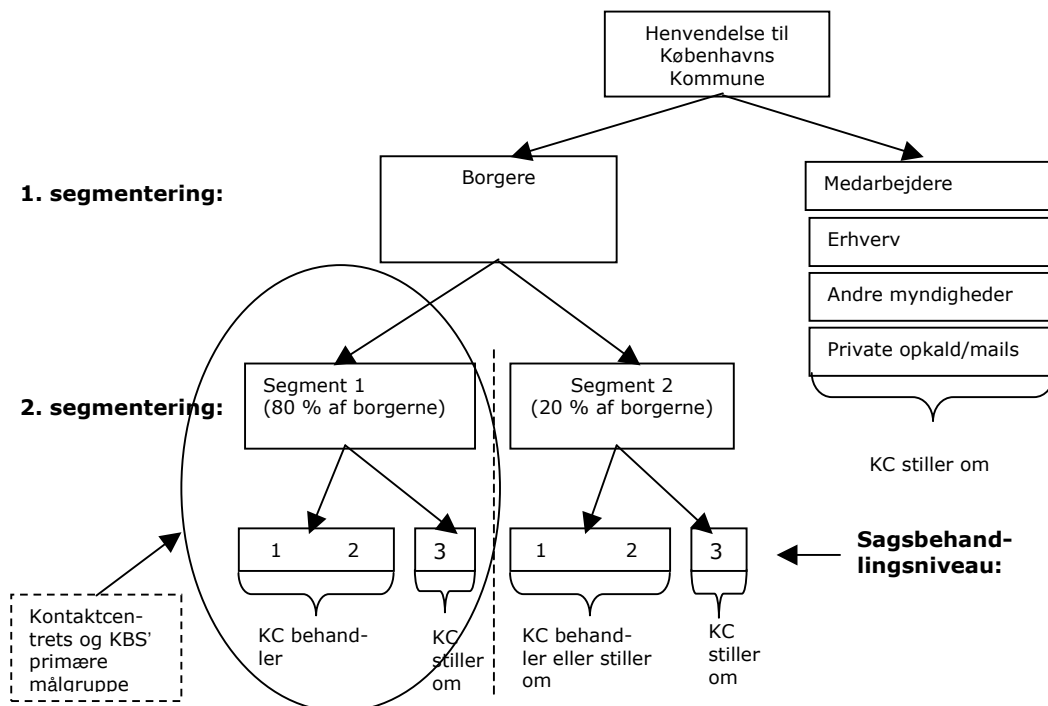 Henvendelse til
Københavns
Kommune
1. segmentering:
Borgere
Medarbejdere
Erhverv
Andre myndigheder
Private opkald/mails
KC stiller om
2. segmentering:
Segment 1
(80 % af borgerne)
Segment 2
(20 % af borgerne)
1 2
3
1 2
3
Sagsbehand-
lingsniveau:
KC behand-
ler
KC
stiller
om
KC behand-
ler eller stiller
om
KC
stiller
om
Kontaktcen-
trets og KBS’
primære
målgruppe